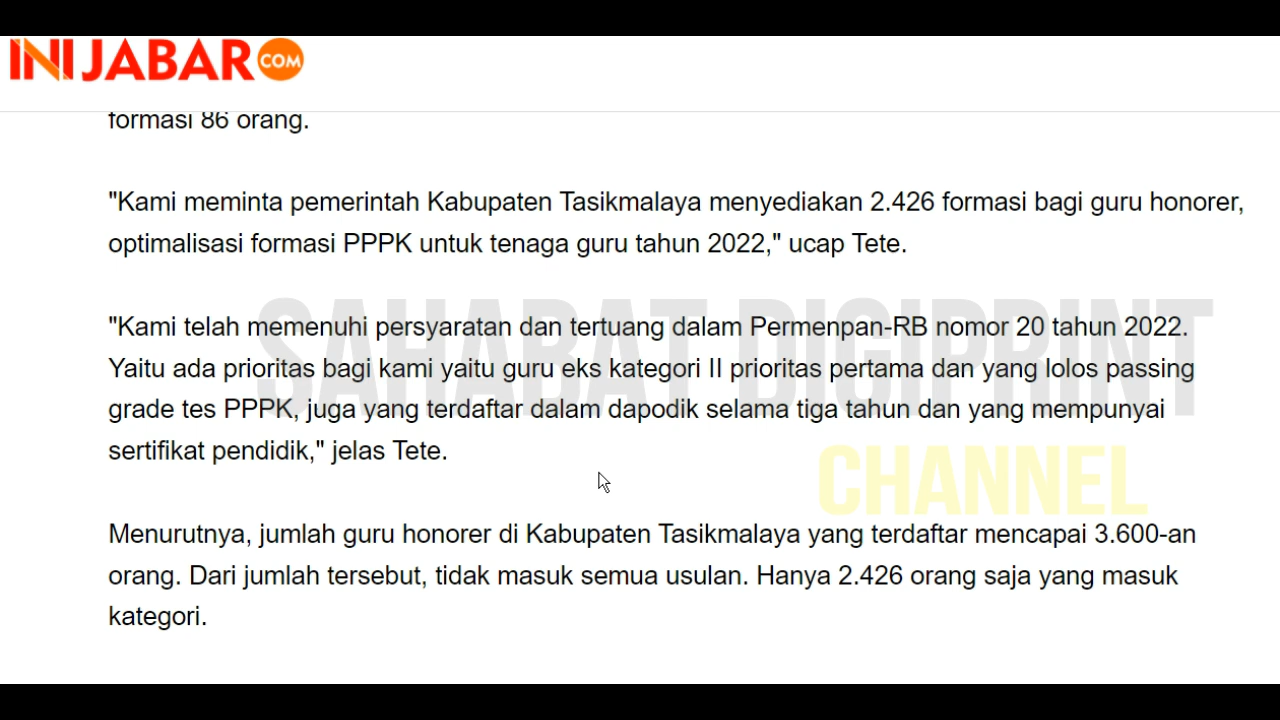 INI JABAR COM
formasi 86 orang.
"Kami meminta pemerintah Kabupaten Tasikmalaya menyediakan 2.426 formasi bagi guru honorer,
optimalisasi formasi PPPK untuk tenaga guru tahun 2022," ucap Tete.
SAHABAT DIGIPRINT
"Kami telah memenuhi persyaratan dan tertuang dalam Permenpan-RB nomor 20 tahun 2022.
Yaitu ada prioritas bagi kami yaitu guru eks kategori II prioritas pertama dan yang lolos passing
grade tes PPPK, juga yang terdaftar dalam dapodik selama tiga tahun dan yang mempunyai
sertifikat pendidik," jelas Tete.
CHANNEL
Menurutnya, jumlah guru honorer di Kabupaten Tasikmalaya yang terdaftar mencapai 3.600-an
orang. Dari jumlah tersebut, tidak masuk semua usulan. Hanya 2.426 orang saja yang masuk
kategori.